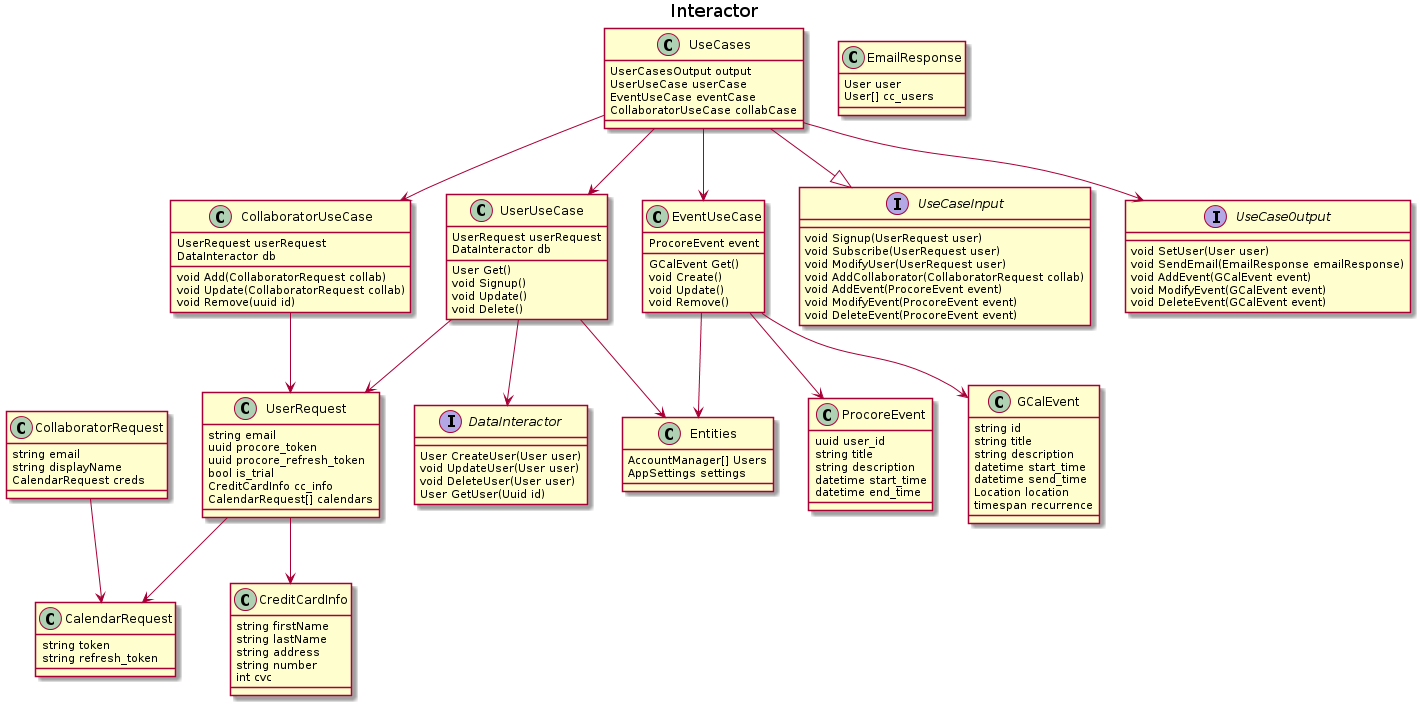 Interactor
C UseCases
UserCasesOutput output
UserUseCase userCase
EventUseCase eventCase
CollaboratorUseCase collabCase
C EmailResponse
User user
User[] cc_users
C CollaboratorUseCase
UserRequest userRequest
DataInteractor db
void Add(CollaboratorRequest collab)
void Update(CollaboratorRequest collab)
void Remove(uuid id)
C UserUseCase
UserRequest userRequest
DataInteractor db
User Get()
void Signup()
void Update()
void Delete()
C EventUseCase
ProcoreEvent event
GCalEvent Get()
void Create()
void Update()
void Remove()
I UseCaseInput
void Signup(UserRequest user)
void Subscribe(UserRequest user)
void ModifyUser(UserRequest user)
void AddCollaborator(CollaboratorRequest collab)
void AddEvent(ProcoreEvent event)
void ModifyEvent(ProcoreEvent event)
void DeleteEvent(ProcoreEvent event)
I UseCaseOutput
void SetUser(User user)
void SendEmail(EmailResponse emailResponse)
void AddEvent(GCalEvent event)
void ModifyEvent(GCalEvent event)
void DeleteEvent(GCalEvent event)
C CollaboratorRequest
string email
string displayName
CalendarRequest creds
C UserRequest
string email
uuid procore_token
uuid procore_refresh_token
bool is_trial
CreditCardInfo cc_info
CalendarRequest[] calendars
I DataInteractor
User CreateUser(User user)
void UpdateUser(User user)
void DeleteUser(User user)
User GetUser(Uuid id)
C Entities
AccountManager[] Users
AppSettings settings
C ProcoreEvent
uuid user_id
string title
string description
datetime start_time
datetime end_time
C GCalEvent
string id
string title
string description
datetime start_time
datetime send_time
Location location
timespan recurrence
C CalendarRequest
string token
string refresh_token
C CreditCardInfo
string firstName
string lastName
string address
string number
int cvc